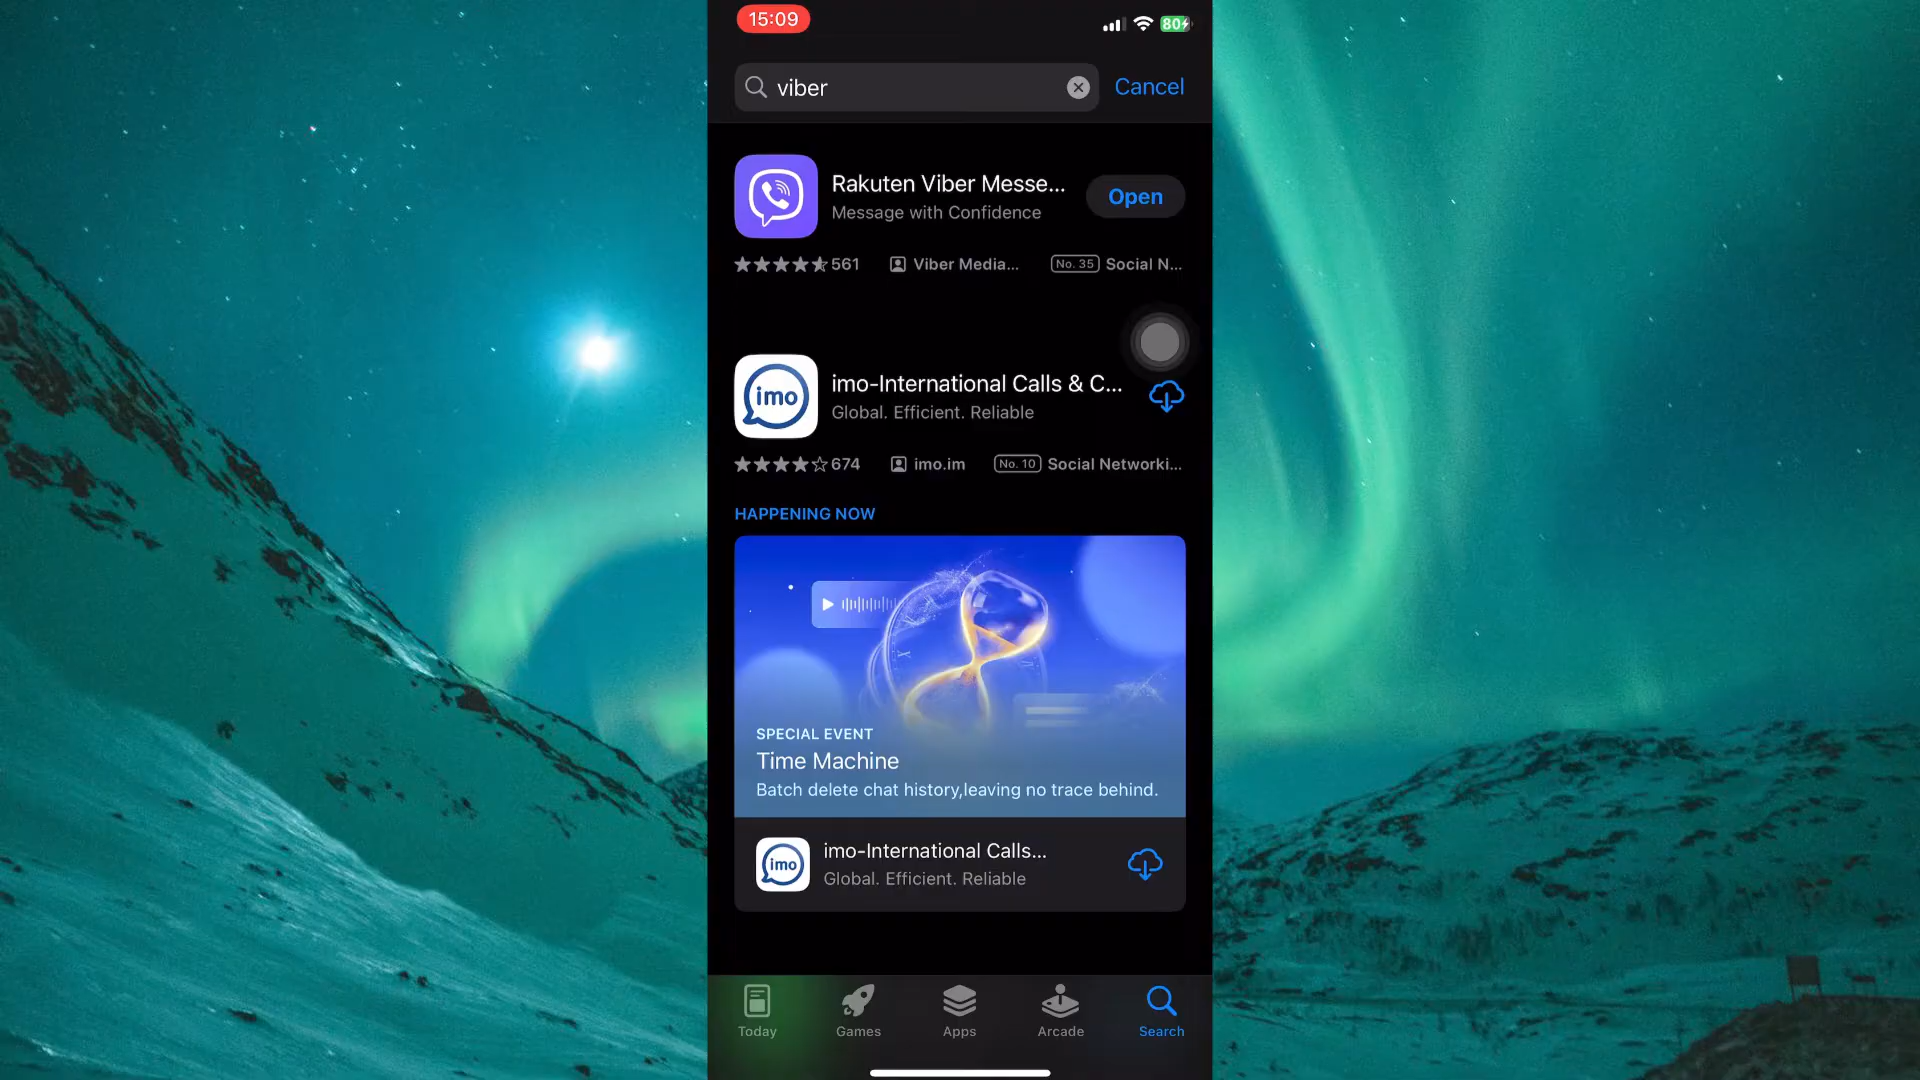 15:09
80
viber
Cancel
Rakuten Viber Messe...
Message with Confidence
Open
561
Viber Media...
No. 35
Social N...
imo
imo-International Calls & C...
Global. Efficient. Reliable
674
imo.im
No. 10
Social Networki...
HAPPENING NOW
SPECIAL EVENT
Time Machine
Batch delete chat history,leaving no trace behind.
imo
imo-International Calls...
Global. Efficient. Reliable
Today
Games
Apps
Arcade
Search